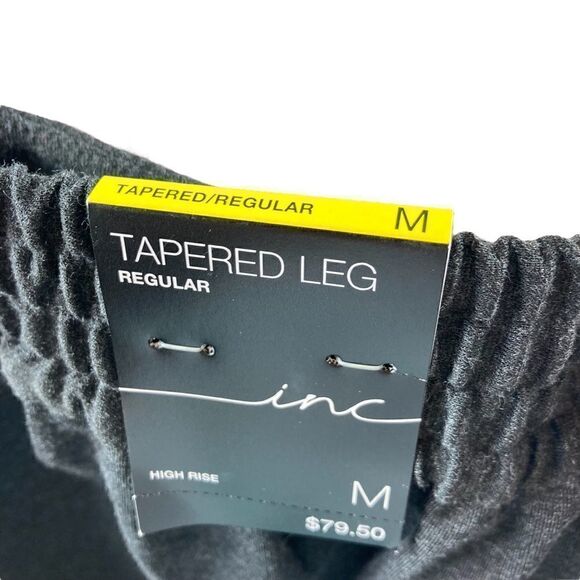 TAPERED/REGULAR M
TAPERED LEG
REGULAR
inc
HIGH RISE
M
$79.50